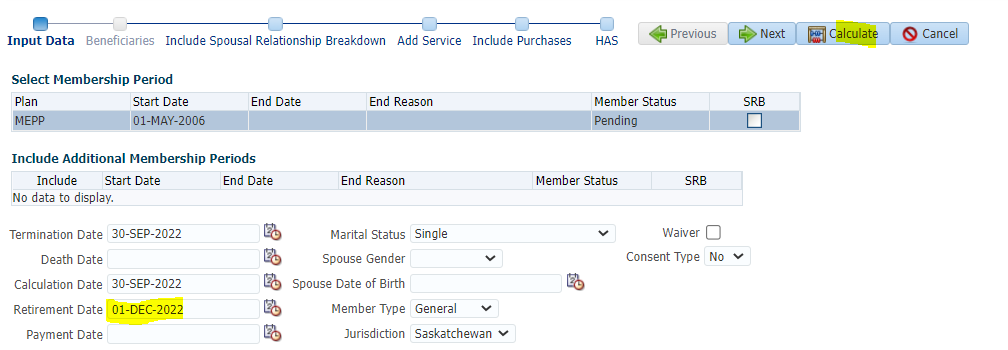 Input Data Beneficiaries Include Spousal Relationship Breakdown Add Service Include Purchases HAS Previous Next Calculate Cancel
Select Membership Period
Plan Start Date End Date End Reason Member Status SRB
MEPP 01-MAY-2006 Pending
Include Additional Membership Periods
Include Start Date End Date End Reason Member Status SRB
No data to display.
Termination Date 30-SEP-2022 Marital Status Single Waiver
Death Date Spouse Gender Consent Type No
Calculation Date 30-SEP-2022 Spouse Date of Birth
Retirement Date 01-DEC-2022 Member Type General
Payment Date Jurisdiction Saskatchewan